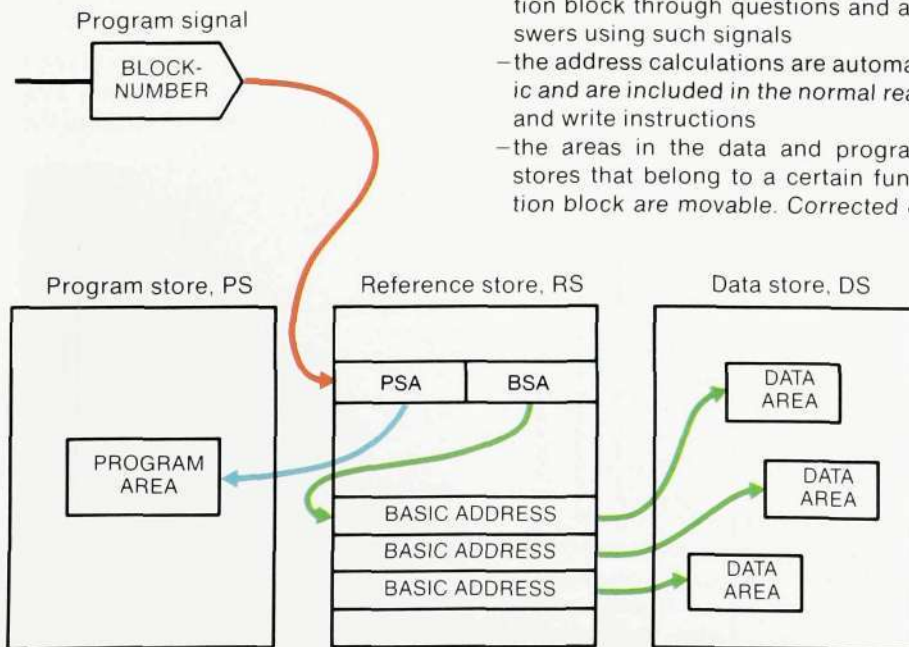 tion block through questions and a
swers using such signals
–the address calculations are automa
ic and are included in the normal rea
and write instructions
–the areas in the data and progra
stores that belong to a certain fun
tion block are movable. Corrected
Program signal
BLOCK-
NUMBER
Program store, PS
Reference store, RS
Data store, DS
PSA
BSA
PROGRAM
AREA
BASIC ADDRESS
BASIC ADDRESS
BASIC ADDRESS
DATA
AREA
DATA
AREA
DATA
AREA